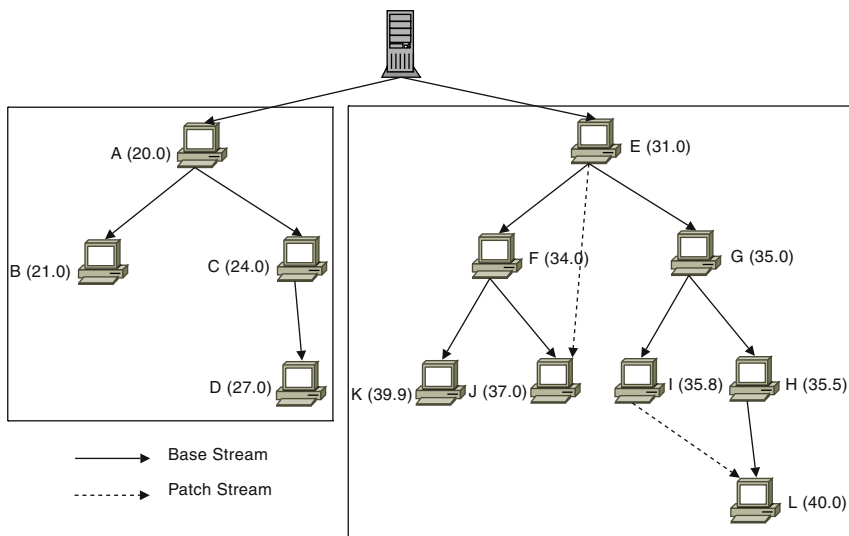 A (20.0)
E (31.0)
B (21.0)
C (24.0)
F (34.0)
G (35.0)
D (27.0)
K (39.9)
J (37.0)
I (35.8)
H (35.5)
Base Stream
Patch Stream
L (40.0)